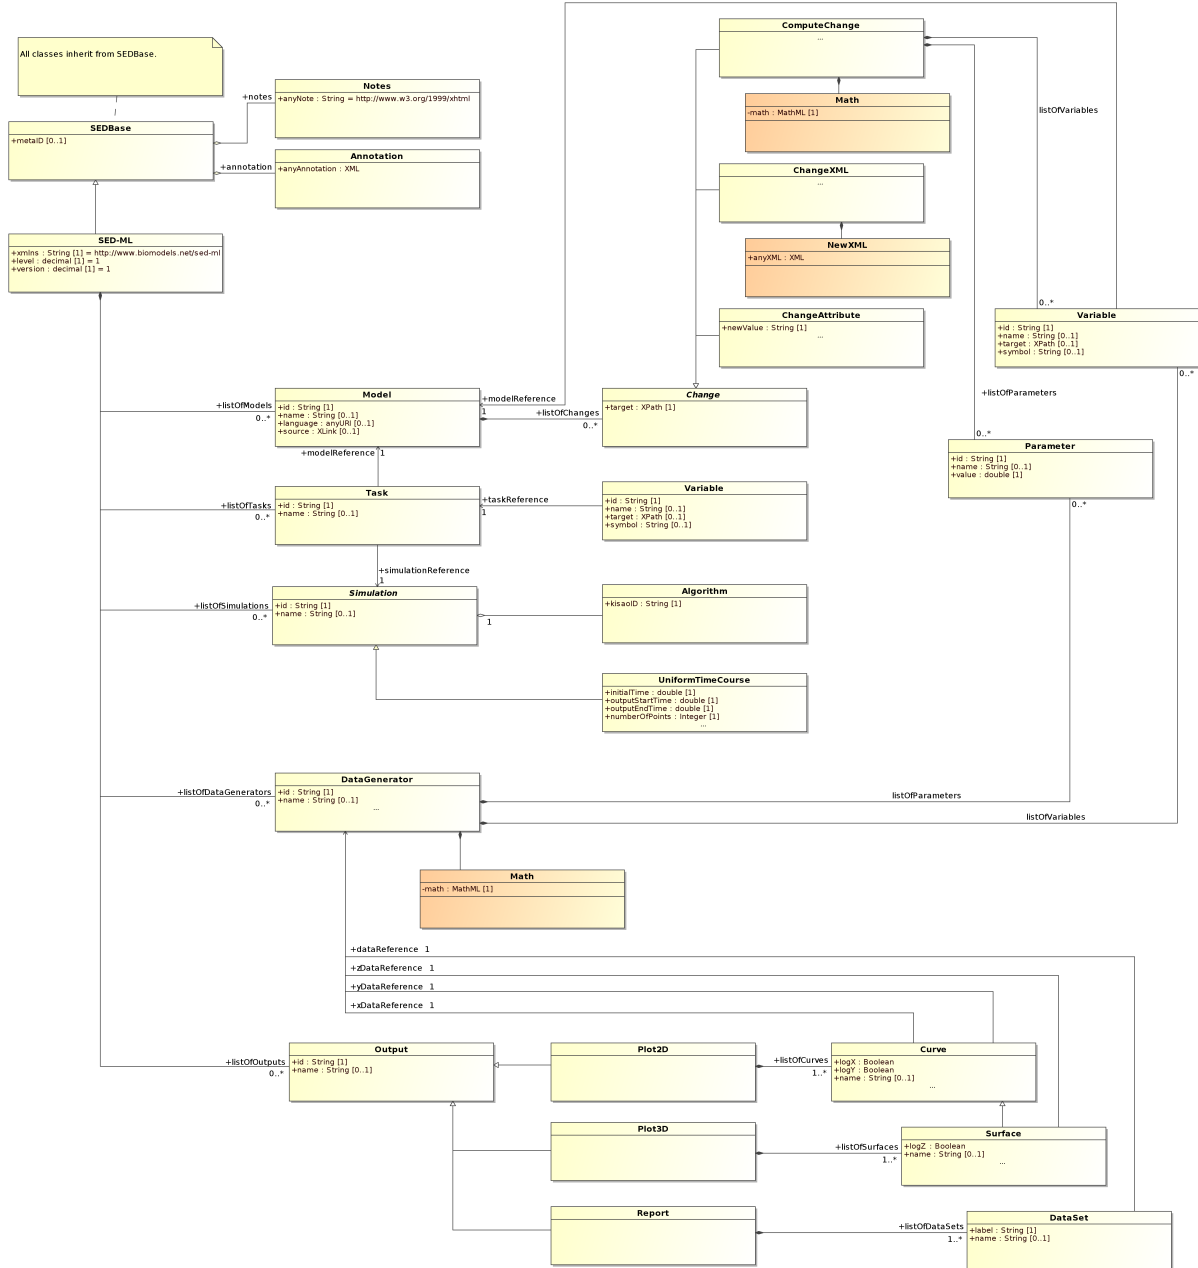 All classes inherit from SEDBase.
SEDBase
+metaID [0..1]
+notes
Notes
+anyNote : String = http://www.w3.org/1999/xhtml
+annotation
Annotation
+anyAnnotation : XML
SED-ML
+xmlns : String [1] = http://www.biomodels.net/sed-ml
+level : decimal [1] = 1
+version : decimal [1] = 1
ComputeChange
...
Math
-math : MathML [1]
ChangeXML
...
NewXML
+anyXML : XML
ChangeAttribute
+newValue : String [1]
...
listOfVariables
0..*
Variable
+id : String [1]
+name : String [0..1]
+target : XPath [0..1]
+symbol : String [0..1]
0..*
+listOfModels
0..*
Model
+id : String [1]
+name : String [0..1]
+language : anyURI [0..1]
+source : XLink [0..1]
+modelReference
1
+listOfChanges
0..*
Change
+target : XPath [1]
+listOfParameters
0..*
Parameter
+id : String [1]
+name : String [0..1]
+value : double [1]
0..*
+modelReference 1
+listOfTasks
0..*
Task
+id : String [1]
+name : String [0..1]
+taskReference
1
Variable
+id : String [1]
+name : String [0..1]
+target : XPath [0..1]
+symbol : String [0..1]
+simulationReference
1
+listOfSimulations
0..*
Simulation
+id : String [1]
+name : String [0..1]
1
Algorithm
+kisaoID : String [1]
UniformTimeCourse
+initialTime : double [1]
+outputStartTime : double [1]
+outputEndTime : double [1]
+numberOfPoints : Integer [1]
...
+listOfDataGenerators
0..*
DataGenerator
+id : String [1]
+name : String [0..1]
...
listOfParameters
listOfVariables
Math
-math : MathML [1]
+dataReference 1
+zDataReference 1
+yDataReference 1
+xDataReference 1
+listOfOutputs
0..*
Output
+id : String [1]
+name : String [0..1]
Plot2D
+listOfCurves
1..*
Curve
+logX : Boolean
+logY : Boolean
+name : String [0..1]
...
Plot3D
+listOfSurfaces
1..*
Surface
+logZ : Boolean
+name : String [0..1]
...
Report
+listOfDataSets
1..*
DataSet
+label : String [1]
+name : String [0..1]